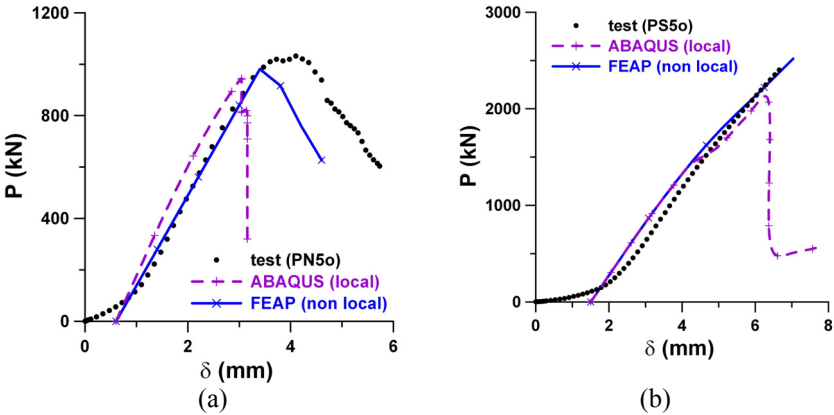 1200
800
400
0
P (kN)
test (PN5o)
ABAQUS (local)
FEAP (non local)
0
2
4
6
δ (mm)
(a)
3000
2000
1000
0
P (kN)
test (PS5o)
ABAQUS (local)
FEAP (non local)
0
2
4
6
8
δ (mm)
(b)